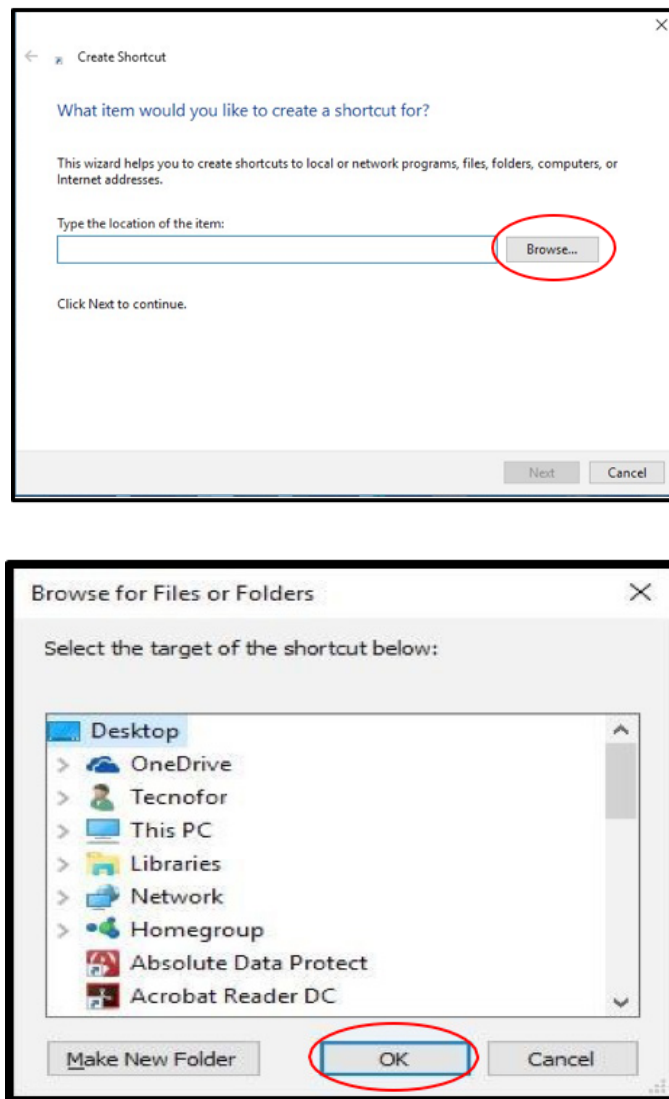 Create Shortcut
What item would you like to create a shortcut for?
This wizard helps you to create shortcuts to local or network programs, files, folders, computers, or
Internet addresses.
Type the location of the item:
Browse...
Click Next to continue.
Next Cancel
Browse for Files or Folders
Select the target of the shortcut below:
Desktop
OneDrive
Tecnofor
This PC
Libraries
Network
Homegroup
Absolute Data Protect
Acrobat Reader DC
Make New Folder OK Cancel